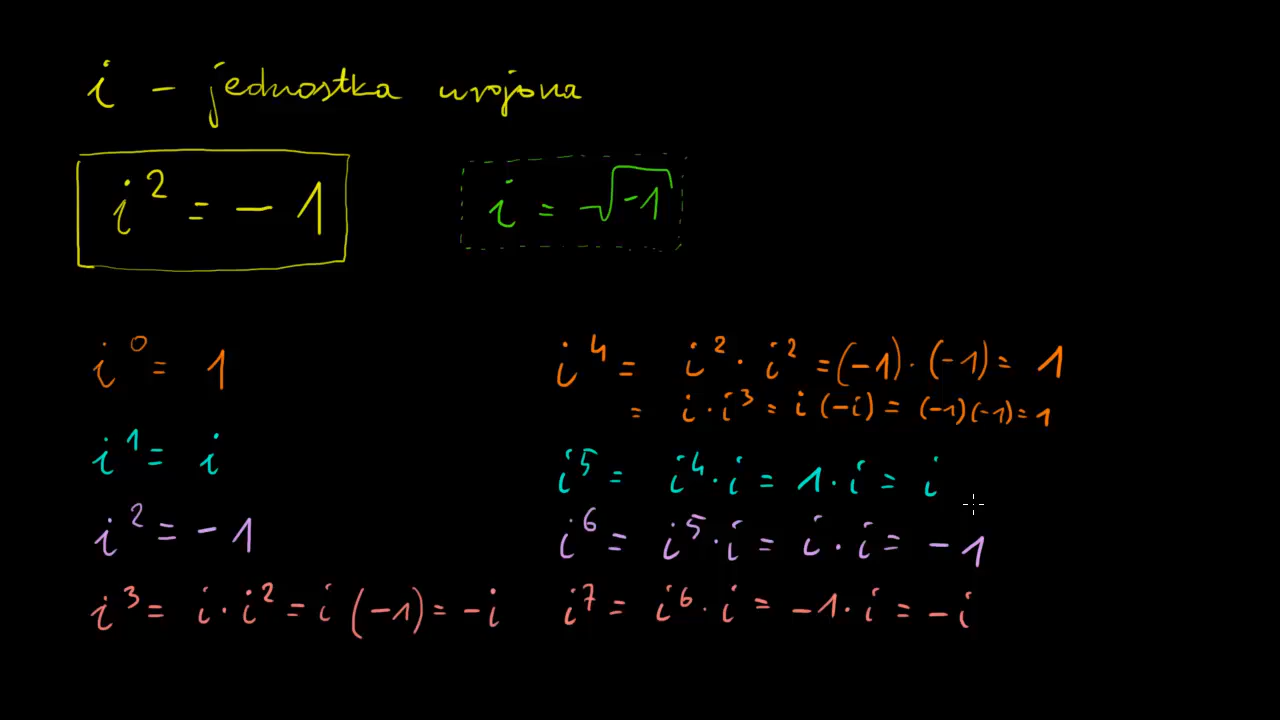 i - jednostka urojona
i² = -1
i = √-1
i⁰ = 1
i¹ = i
i² = -1
i³ = i · i² = i (-1) = -i
i⁴ = i² · i² = (-1) · (-1) = 1
= i · i³ = i (-i) = (-1)(-1) = 1
i⁵ = i⁴ · i = 1 · i = i
i⁶ = i⁵ · i = i · i = -1
i⁷ = i⁶ · i = -1 · i = -i